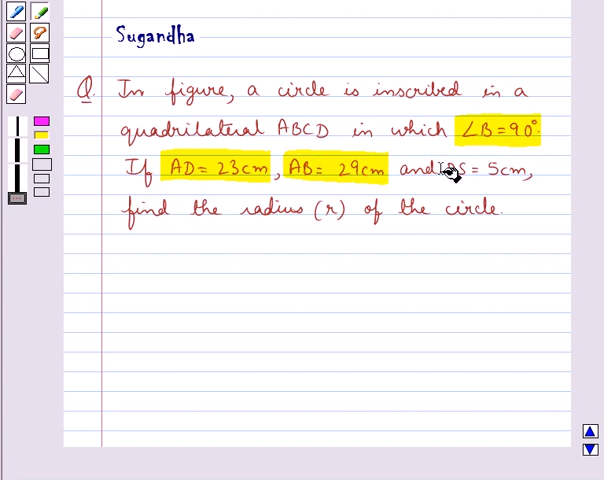 Sugandha
Q. In figure, a circle is inscribed in a
quadrilateral ABCD in which ∠B=90°.
If AD= 23cm, AB= 29cm and DS = 5cm,
find the radius (r) of the circle.